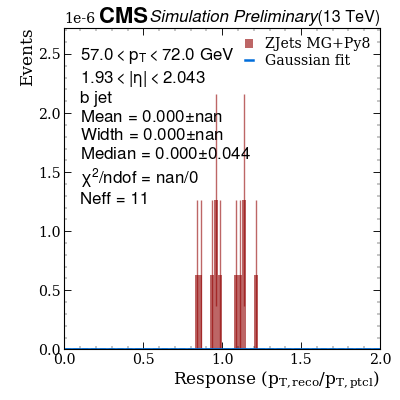 1e-6 CMS Simulation Preliminary (13 TeV)
Events
57.0 < pT < 72.0 GeV
1.93 < |η| < 2.043
b jet
Mean = 0.000±nan
Width = 0.000±nan
Median = 0.000±0.044
χ²/ndof = nan/0
Neff = 11
ZJets MG+Py8
Gaussian fit
2.5
2.0
1.5
1.0
0.5
0.0
0.0 0.5 1.0 1.5 2.0
Response (pT,reco/pT,ptcl)